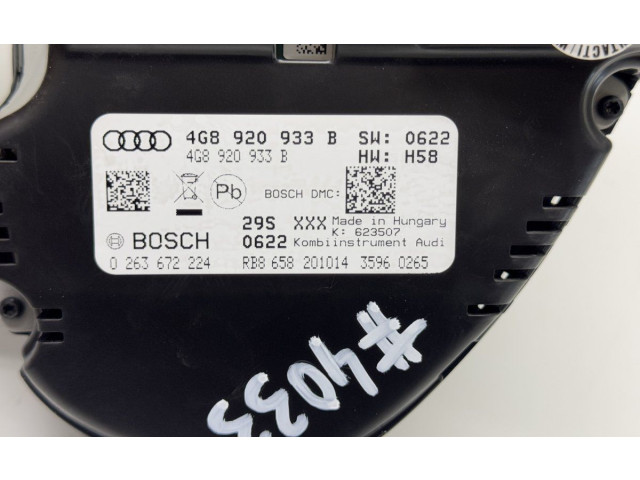 4G8 920 933 B SW: 0622
4G8 920 933 B HW: H58
Pb BOSCH DMC:
29S XXX Made in Hungary
K: 623507
BOSCH 0622 Kombiinstrument Audi
0 263 672 224 RB8 658 201014 3596 0265
#4033